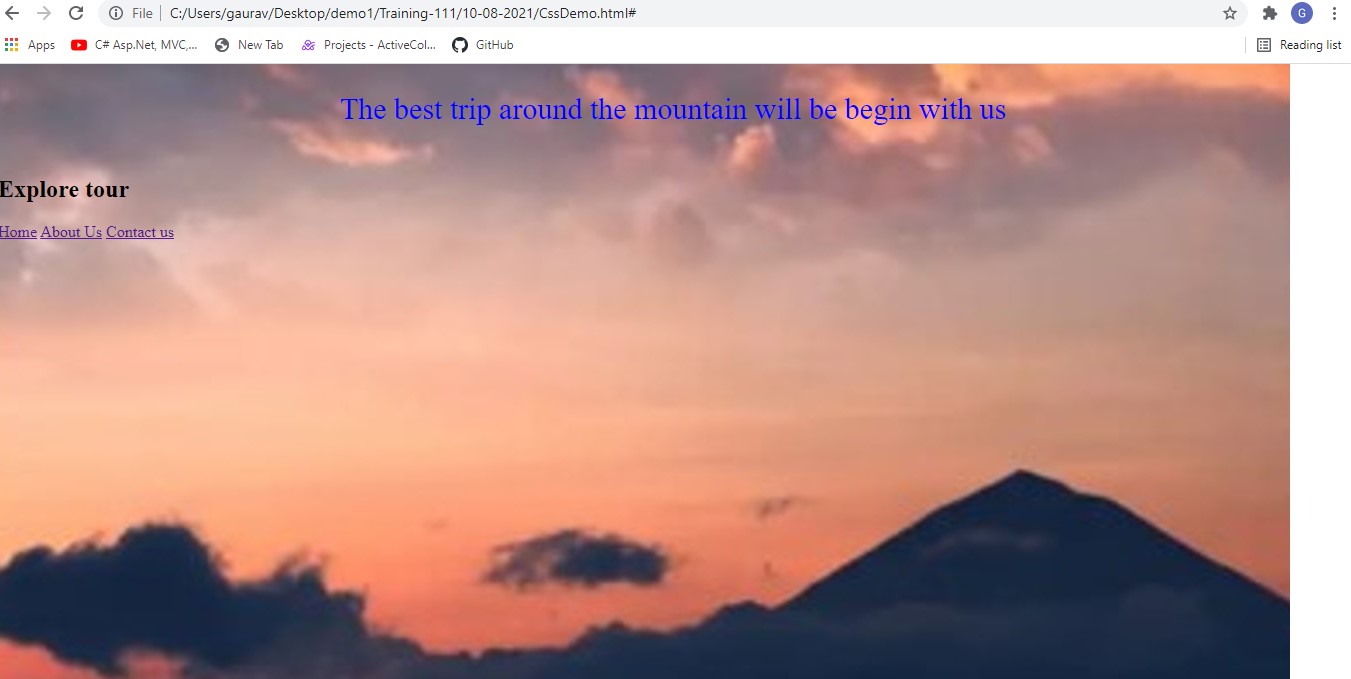 File C:/Users/gaurav/Desktop/demo1/Training-111/10-08-2021/CssDemo.html# G
Apps C# Asp.Net, MVC,... New Tab Projects - ActiveCol... GitHub Reading list
The best trip around the mountain will be begin with us
Explore tour
Home About Us Contact us